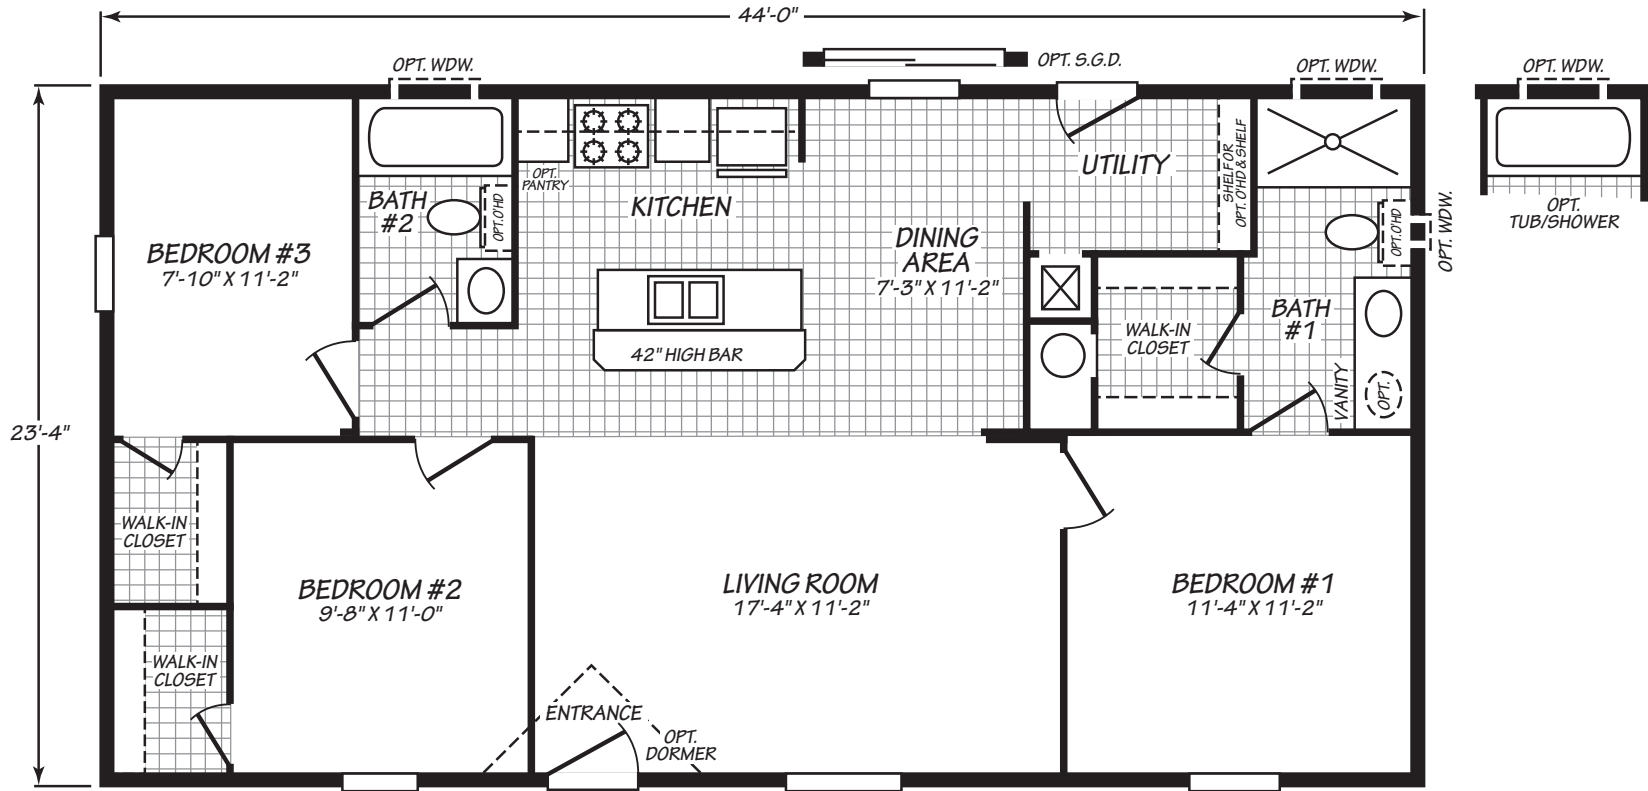 44'-0"
OPT. WDW.
OPT. S.G.D.
OPT. WDW.
OPT. WDW.
23'-4"
BEDROOM #3
7'-10" X 11'-2"
BATH
#2
OPT.O'HD
OPT.
PANTRY
KITCHEN
42" HIGH BAR
DINING
AREA
7'-3" X 11'-2"
UTILITY
SHELF OR
OPT. O'HD & SHELF
WALK-IN
CLOSET
BATH
#1
OPT.O'HD
OPT. WDW.
VANITY
OPT.
OPT.
TUB/SHOWER
WALK-IN
CLOSET
WALK-IN
CLOSET
BEDROOM #2
9'-8" X 11'-0"
LIVING ROOM
17'-4" X 11'-2"
BEDROOM #1
11'-4" X 11'-2"
ENTRANCE
OPT.
DORMER